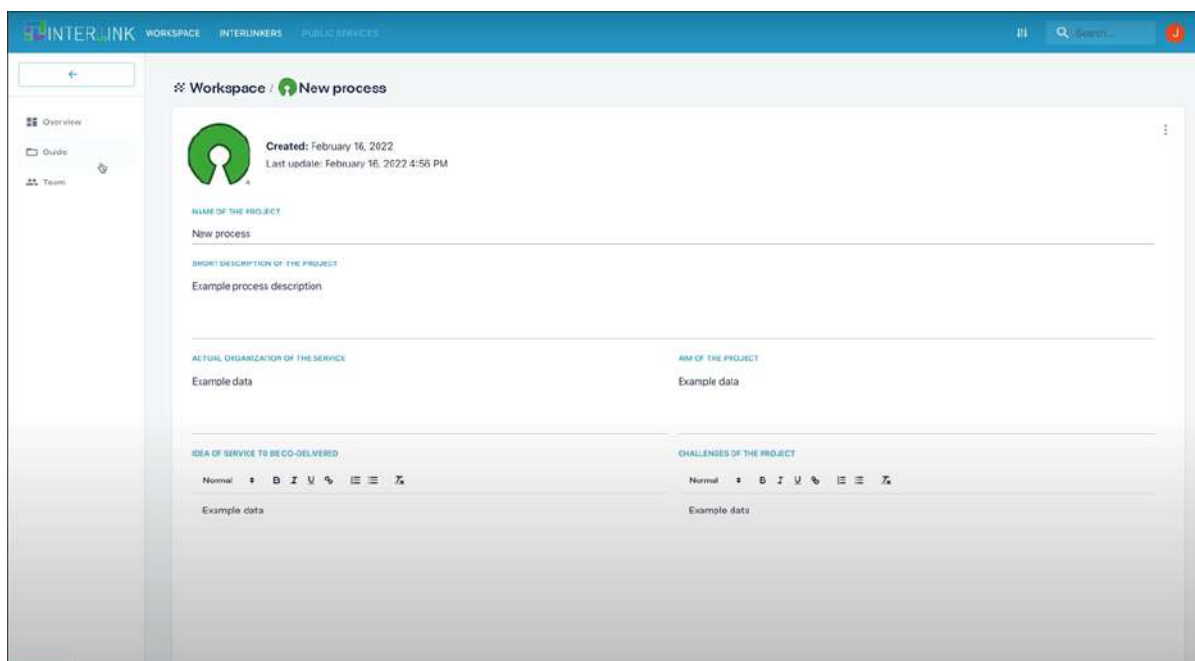 INTERLINK WORKSPACE INTERLINKERS PUBLIC SERVICES Search... J
Workspace / New process
Overview
Guide
Team
Created: February 16, 2022
Last update: February 16, 2022 4:56 PM
NAME OF THE PROJECT
New process
SHORT DESCRIPTION OF THE PROJECT
Example process description
ACTUAL ORGANIZATION OF THE SERVICE
Example data
AIM OF THE PROJECT
Example data
IDEA OF SERVICE TO BE CO-DELIVERED
Normal B I U
Example data
CHALLENGES OF THE PROJECT
Normal B I U
Example data